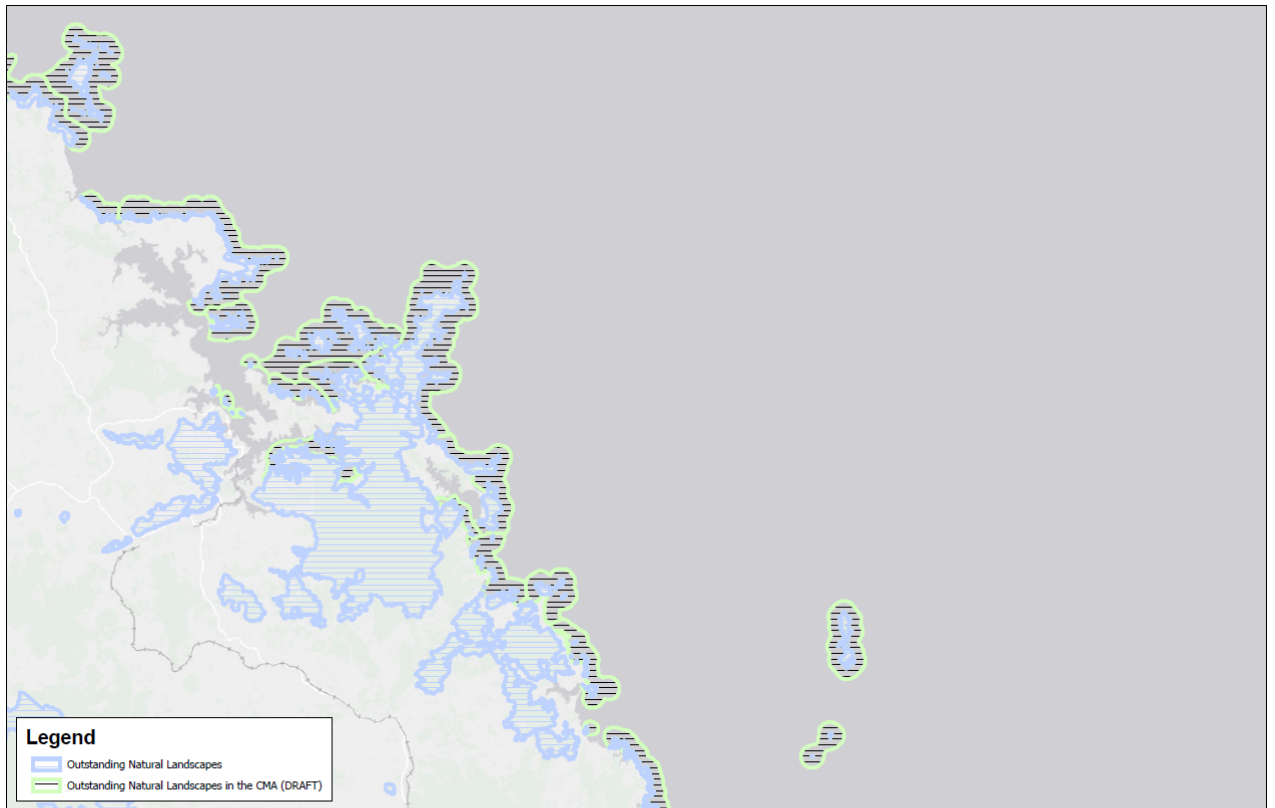 Legend
Outstanding Natural Landscapes
Outstanding Natural Landscapes in the CMA (DRAFT)